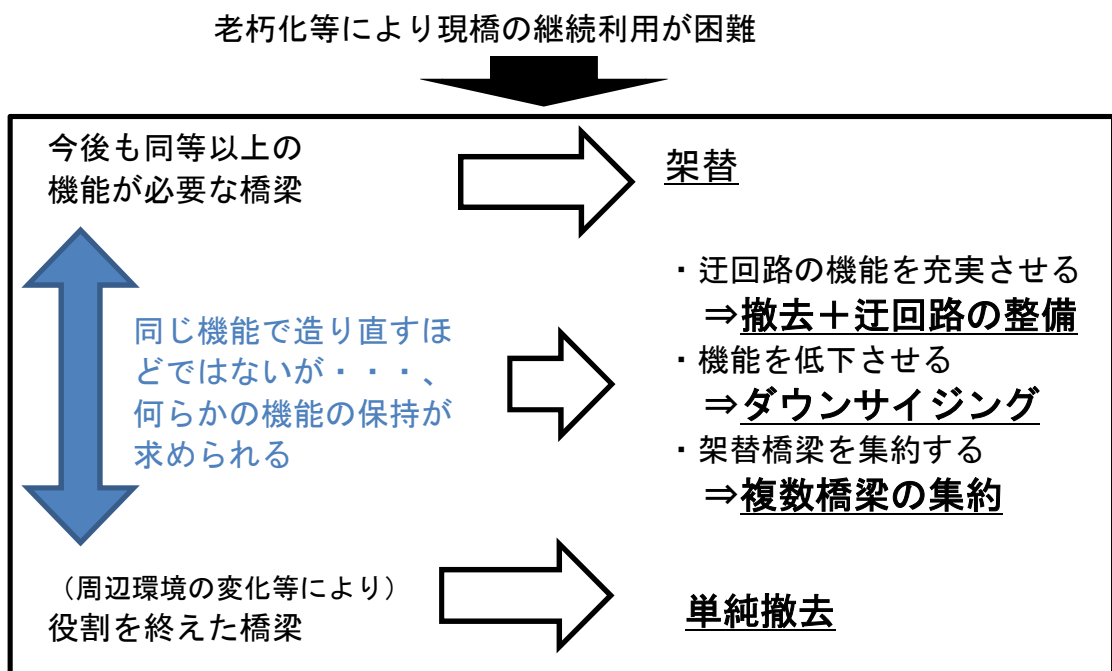 老朽化等により現橋の継続利用が困難
今後も同等以上の
機能が必要な橋梁
架替
同じ機能で造り直すほ
どではないが・・・、
何らかの機能の保持が
求められる
・迂回路の機能を充実させる
⇒撤去＋迂回路の整備
・機能を低下させる
⇒ダウンサイジング
・架替橋梁を集約する
⇒複数橋梁の集約
（周辺環境の変化等により）
役割を終えた橋梁
単純撤去